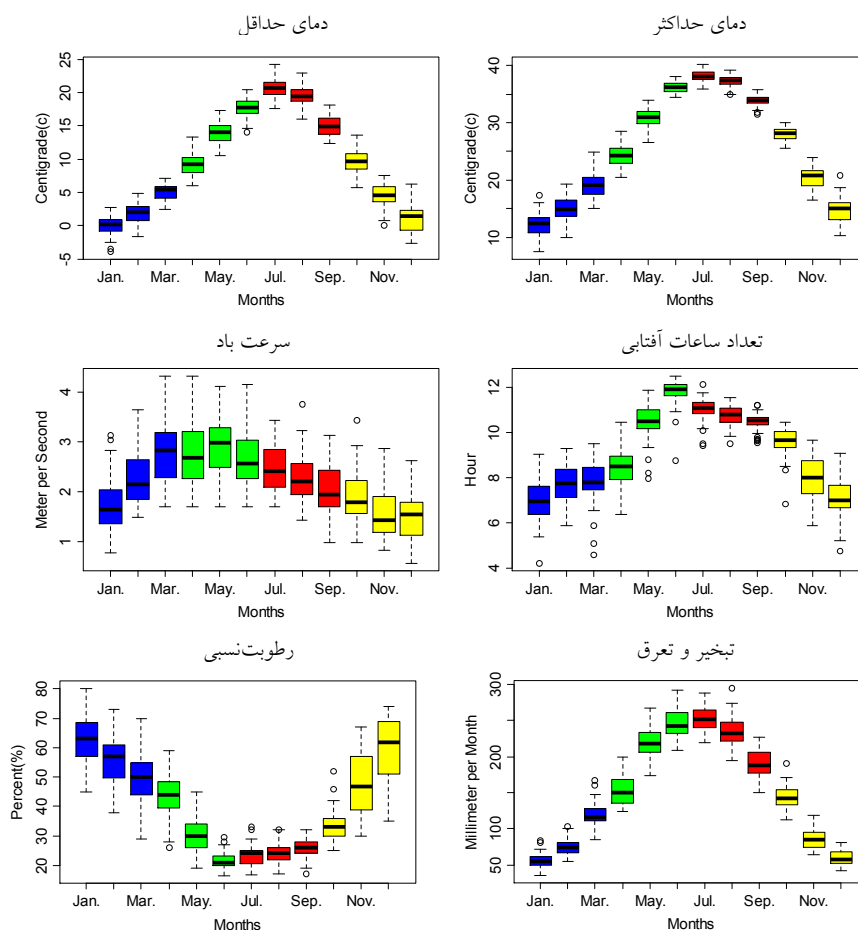 دمای حداقل
دمای حداکثر
Centigrade(c)
25
20
15
10
5
0
-5
Jan. Mar. May. Jul. Sep. Nov.
Months
Centigrade(c)
40
30
20
10
Jan. Mar. May. Jul. Sep. Nov.
Months
سرعت باد
تعداد ساعات آفتابی
Meter per Second
4
3
2
1
Jan. Mar. May. Jul. Sep. Nov.
Months
Hour
12
10
8
6
4
Jan. Mar. May. Jul. Sep. Nov.
Months
رطوبت‌نسبی
تبخیر و تعرق
Percent(%)
80
70
60
50
40
30
20
Jan. Mar. May. Jul. Sep. Nov.
Months
Millimeter per Month
300
200
100
50
Jan. Mar. May. Jul. Sep. Nov.
Months